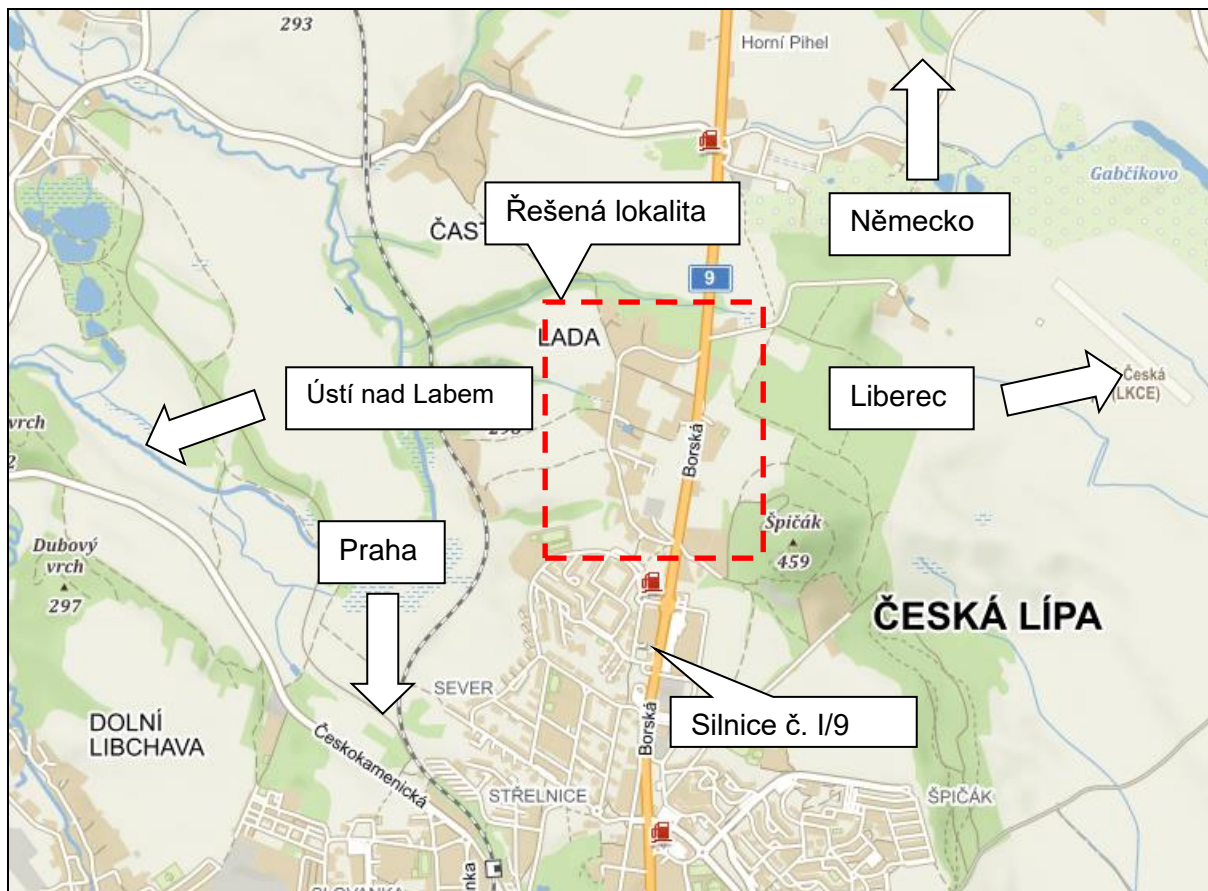 293
Horní Pihel
Gabčíkovo
Řešená lokalita
Německo
ČAST
9
LADA
Ústí nad Labem
Liberec
Česká
(LKCE)
vrch
Borská
Praha
Špičák
459
Dubový
vrch
297
ČESKÁ LÍPA
SEVER
Silnice č. I/9
DOLNÍ
LIBCHAVA
Českokamenická
Borská
STŘELNICE
ŠPIČÁK
SLOVANKA